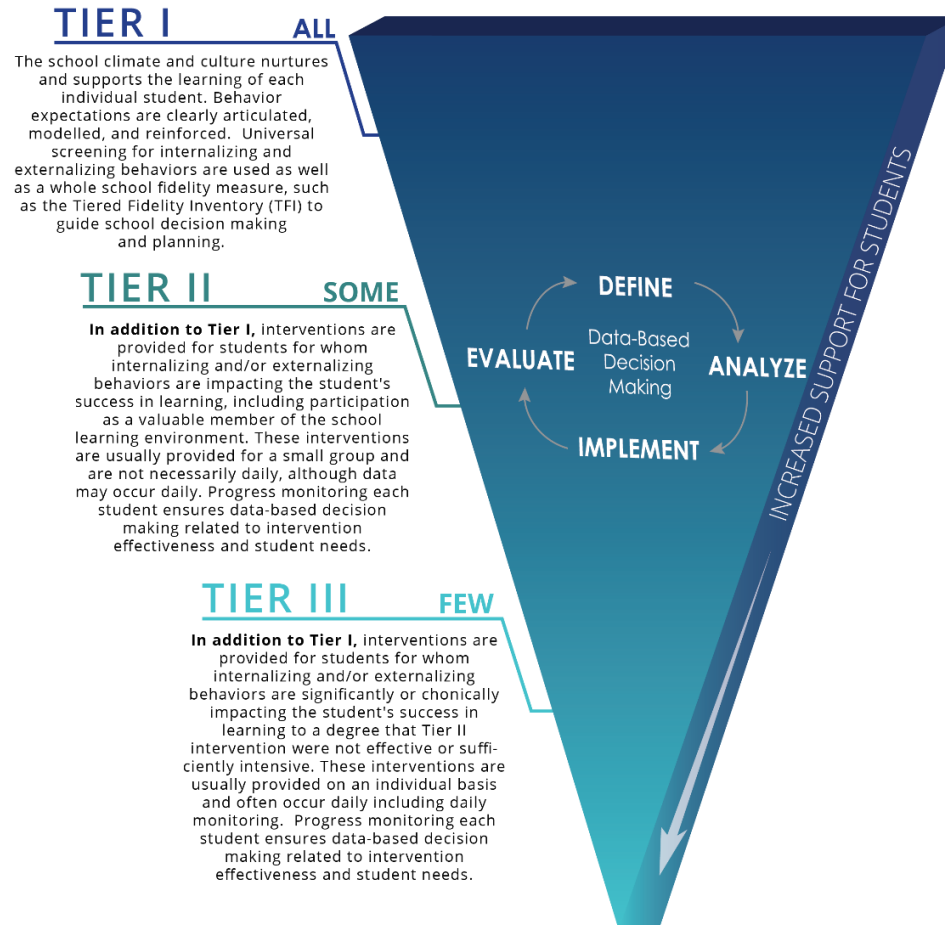 TIER I ALL
The school climate and culture nurtures
and supports the learning of each
individual student. Behavior
expectations are clearly articulated,
modelled, and reinforced. Universal
screening for internalizing and
externalizing behaviors are used as well
as a whole school fidelity measure, such
as the Tiered Fidelity Inventory (TFI) to
guide school decision making
and planning.
TIER II SOME
In addition to Tier I, interventions are
provided for students for whom
internalizing and/or externalizing
behaviors are impacting the student's
success in learning, including participation
as a valuable member of the school
learning environment. These interventions
are usually provided for a small group and
are not necessarily daily, although data
may occur daily. Progress monitoring each
student ensures data-based decision
making related to intervention
effectiveness and student needs.
TIER III FEW
In addition to Tier I, interventions are
provided for students for whom
internalizing and/or externalizing
behaviors are significantly or chonically
impacting the student's success in
learning to a degree that Tier II
intervention were not effective or suffi-
ciently intensive. These interventions are
usually provided on an individual basis
and often occur daily including daily
monitoring. Progress monitoring each
student ensures data-based decision
making related to intervention
effectiveness and student needs.
DEFINE
ANALYZE
IMPLEMENT
EVALUATE
Data-Based
Decision
Making
INCREASED SUPPORT FOR STUDENTS